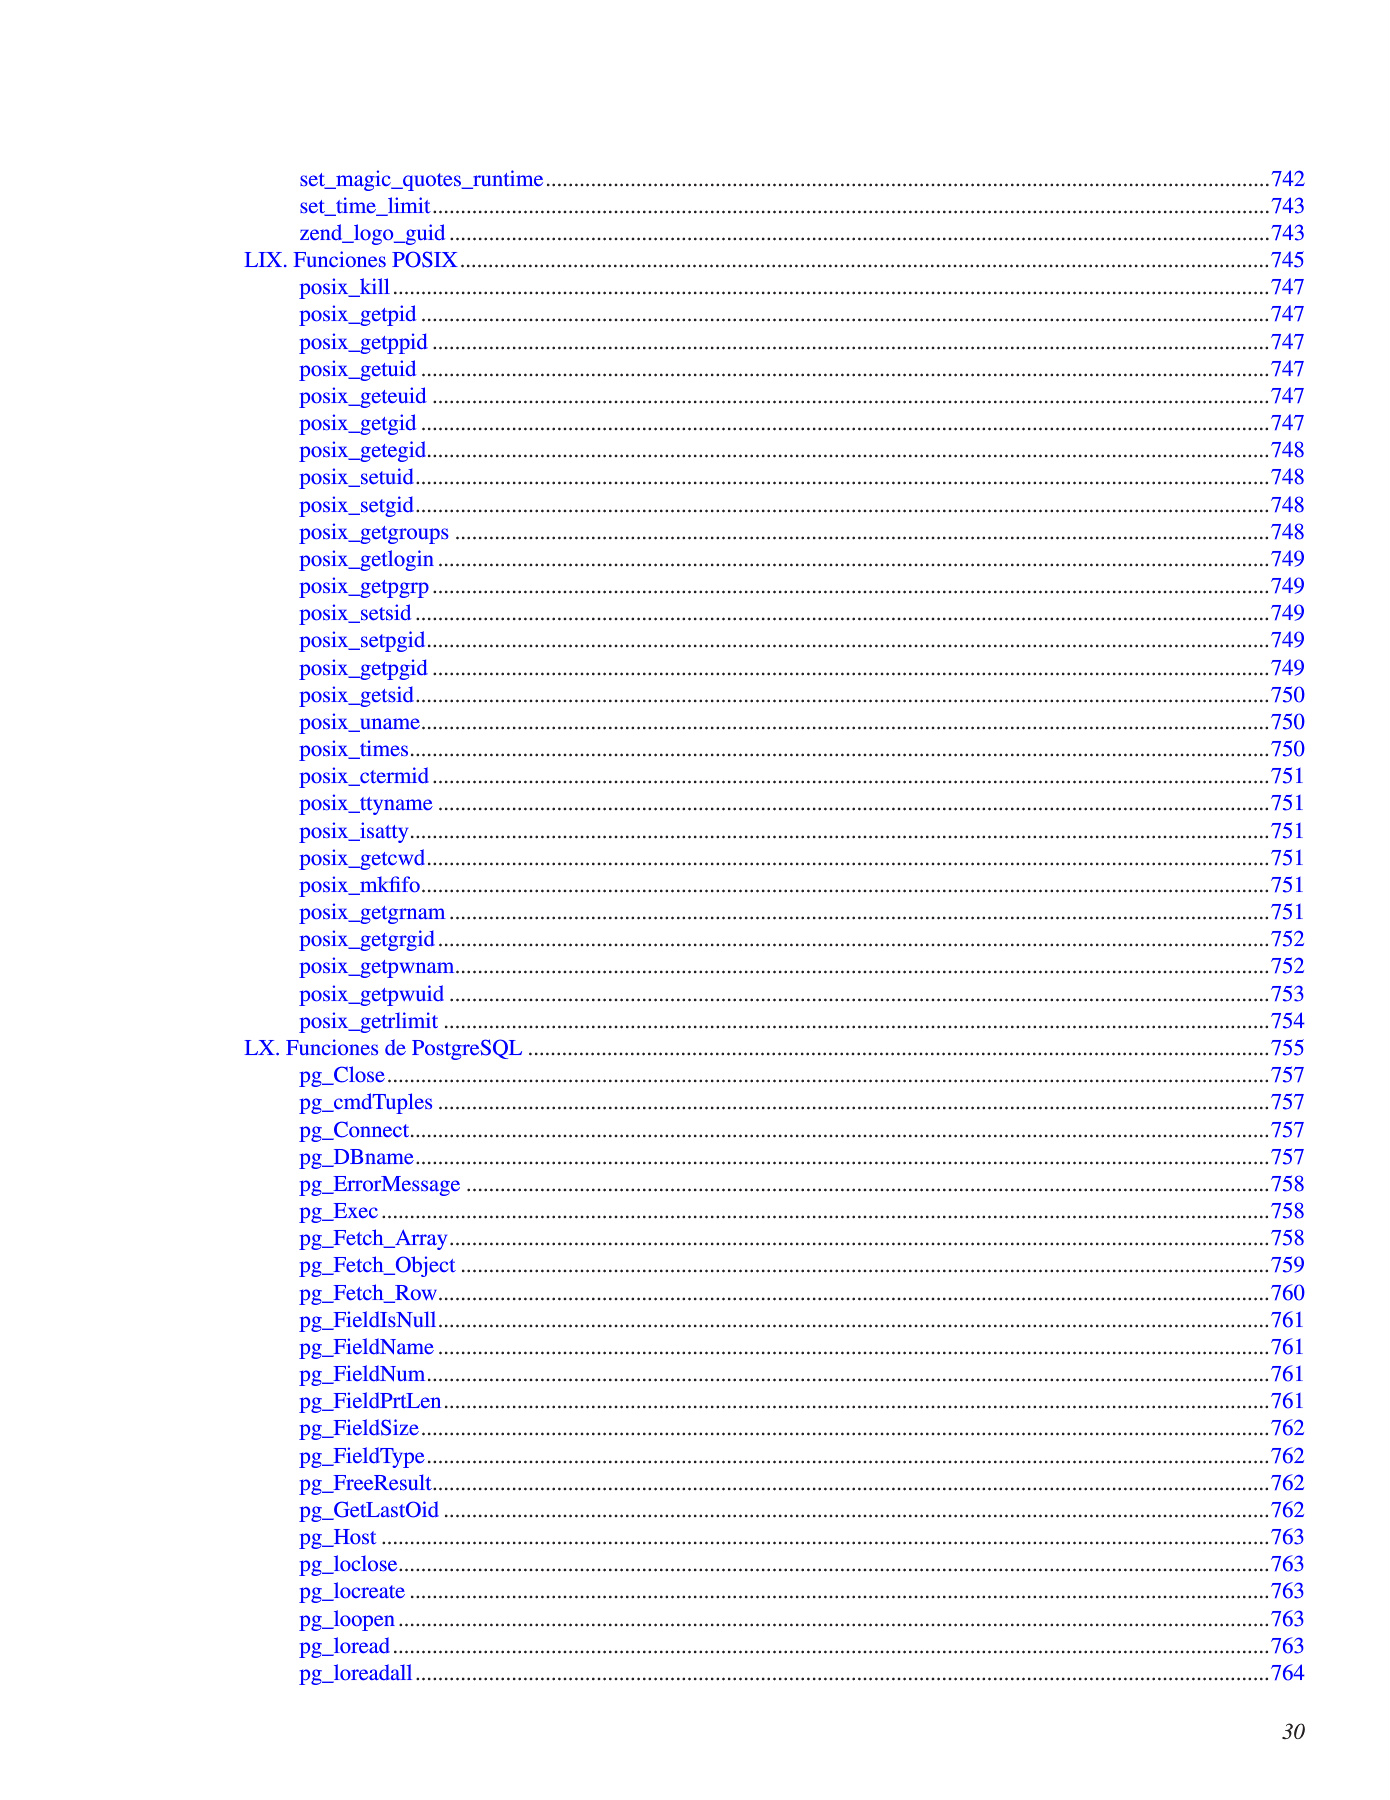 set_magic_quotes_runtime........742
set_time_limit........743
zend_logo_guid........743
LIX. Funciones POSIX........745
posix_kill........747
posix_getpid........747
posix_getppid........747
posix_getuid........747
posix_geteuid........747
posix_getgid........747
posix_getegid........748
posix_setuid........748
posix_setgid........748
posix_getgroups........748
posix_getlogin........749
posix_getpgrp........749
posix_setsid........749
posix_setpgid........749
posix_getpgid........749
posix_getsid........750
posix_uname........750
posix_times........750
posix_ctermid........751
posix_ttyname........751
posix_isatty........751
posix_getcwd........751
posix_mkfifo........751
posix_getgrnam........751
posix_getgrgid........752
posix_getpwnam........752
posix_getpwuid........753
posix_getrlimit........754
LX. Funciones de PostgreSQL........755
pg_Close........757
pg_cmdTuples........757
pg_Connect........757
pg_DBname........757
pg_ErrorMessage........758
pg_Exec........758
pg_Fetch_Array........758
pg_Fetch_Object........759
pg_Fetch_Row........760
pg_FieldIsNull........761
pg_FieldName........761
pg_FieldNum........761
pg_FieldPrtLen........761
pg_FieldSize........762
pg_FieldType........762
pg_FreeResult........762
pg_GetLastOid........762
pg_Host........763
pg_loclose........763
pg_locreate........763
pg_loopen........763
pg_loread........763
pg_loreadall........764
30